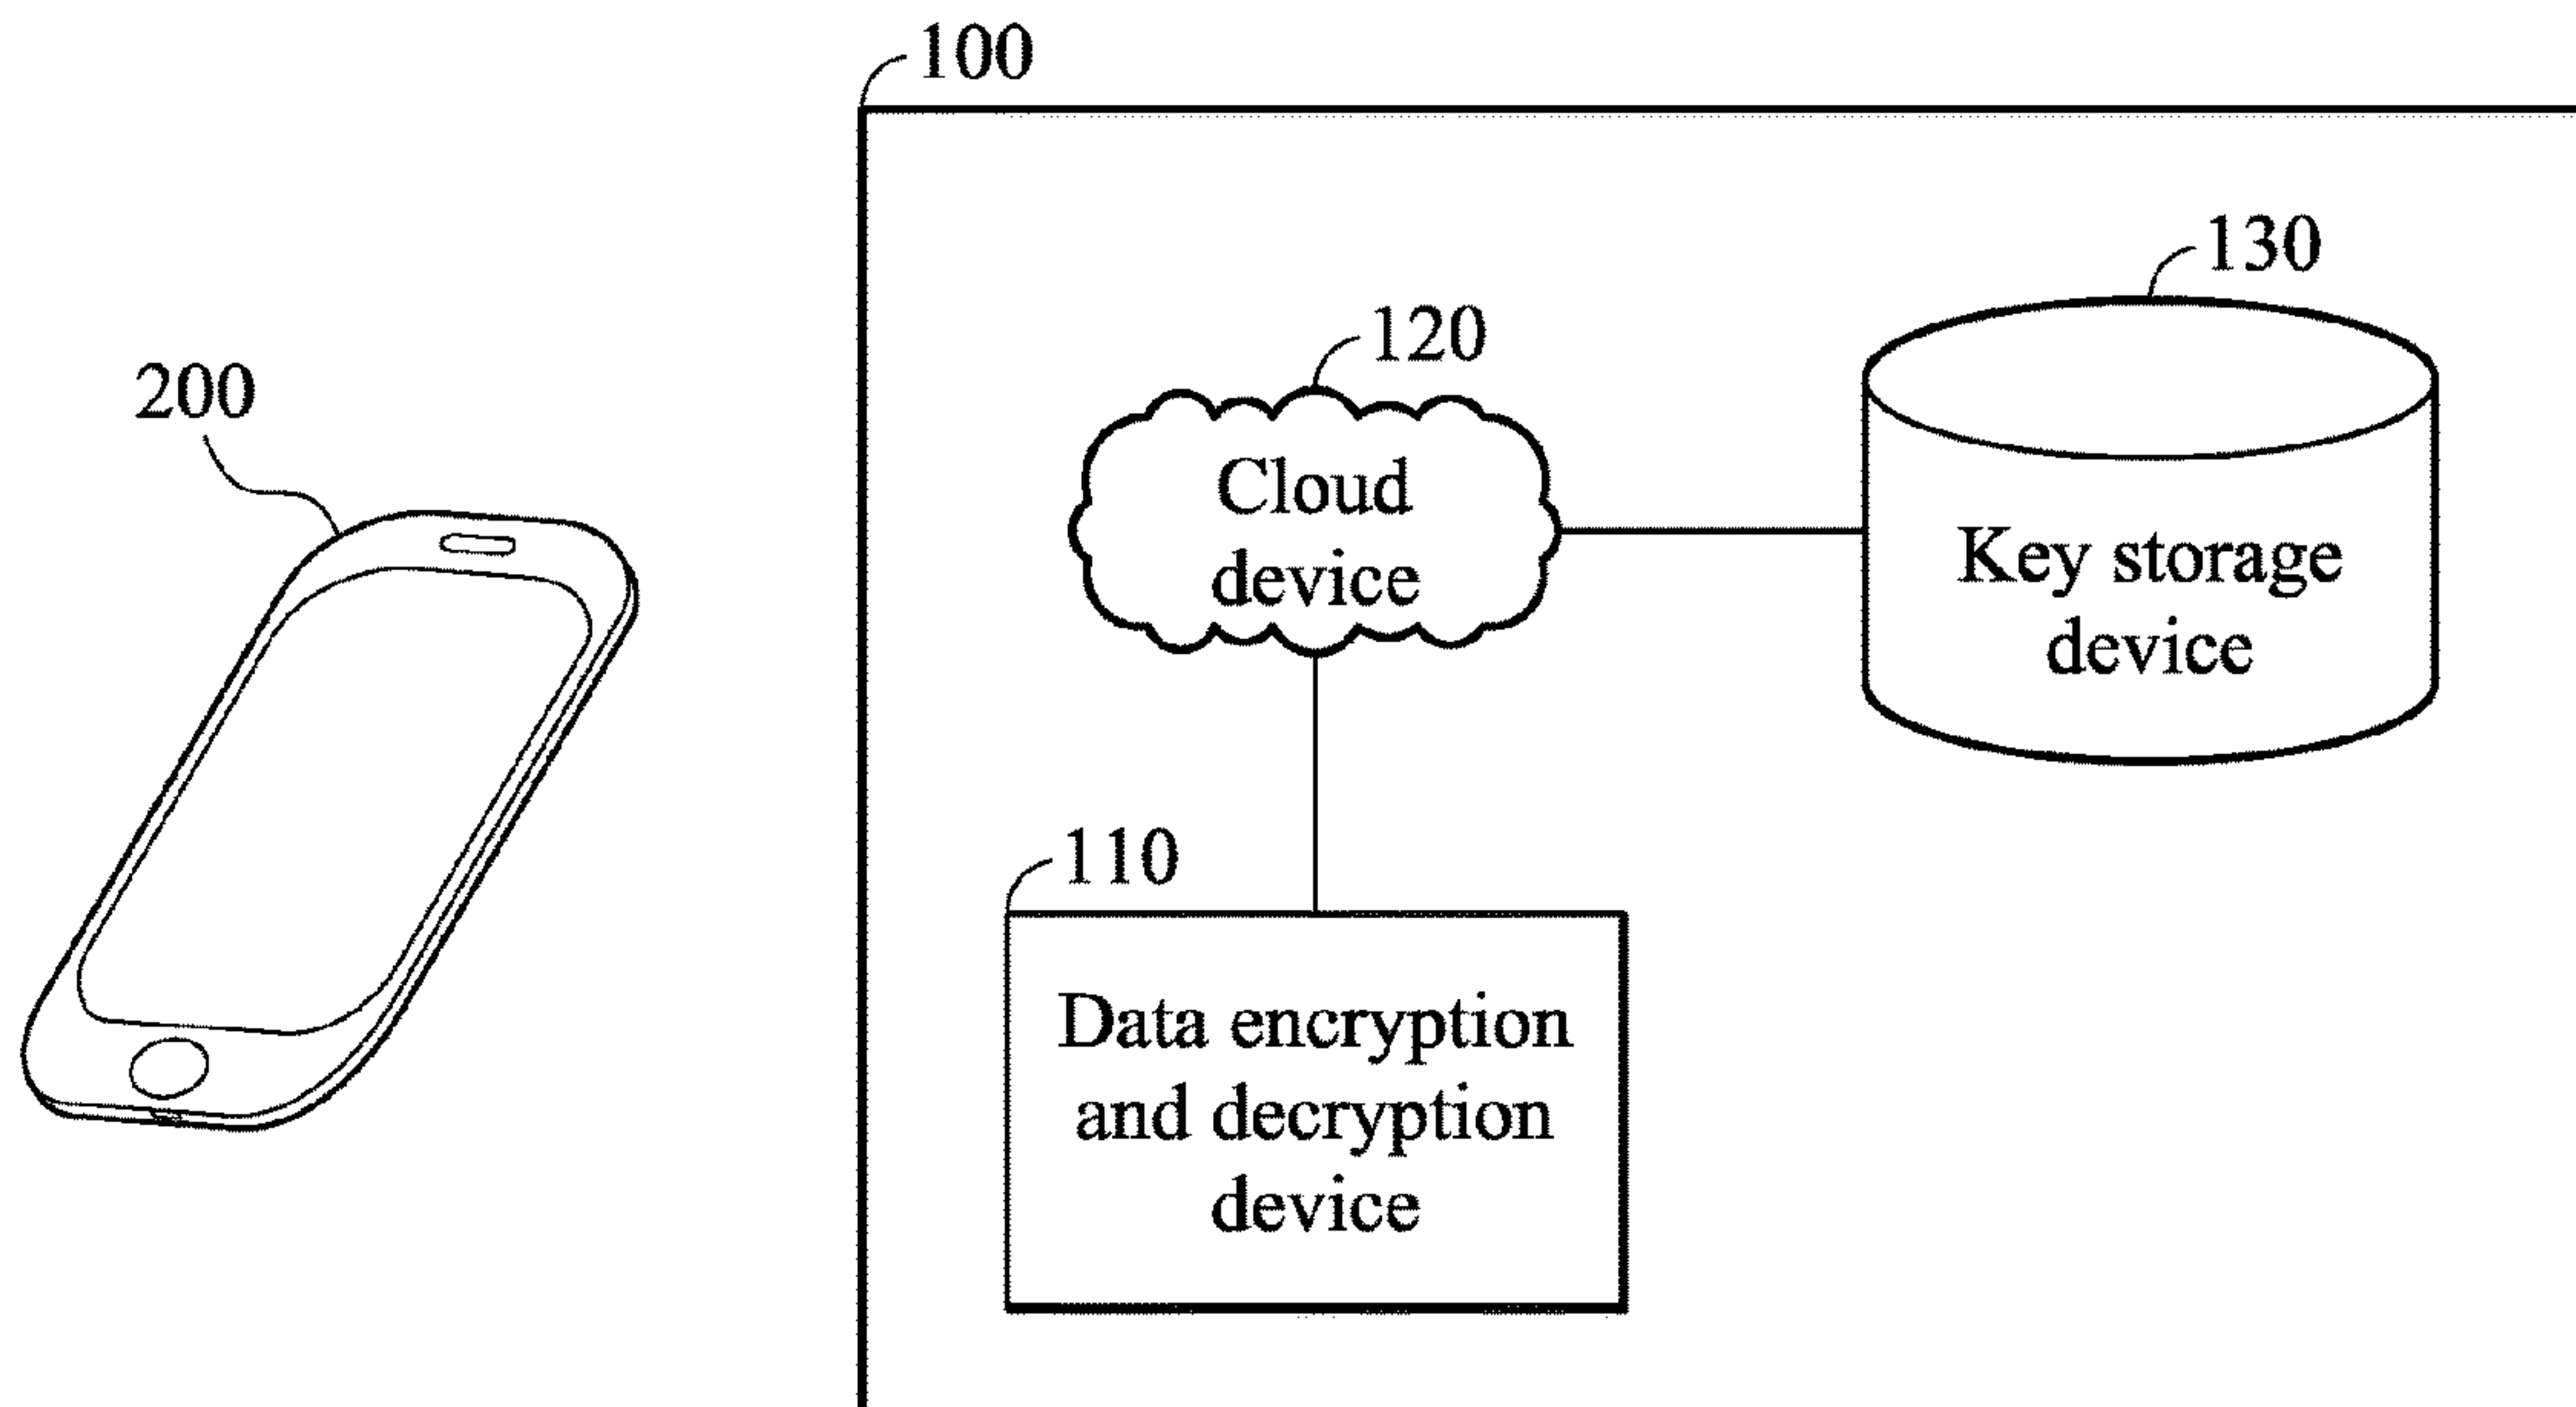 100
130
120
200
Cloud
device
Key storage
device
110
Data encryption
and decryption
device